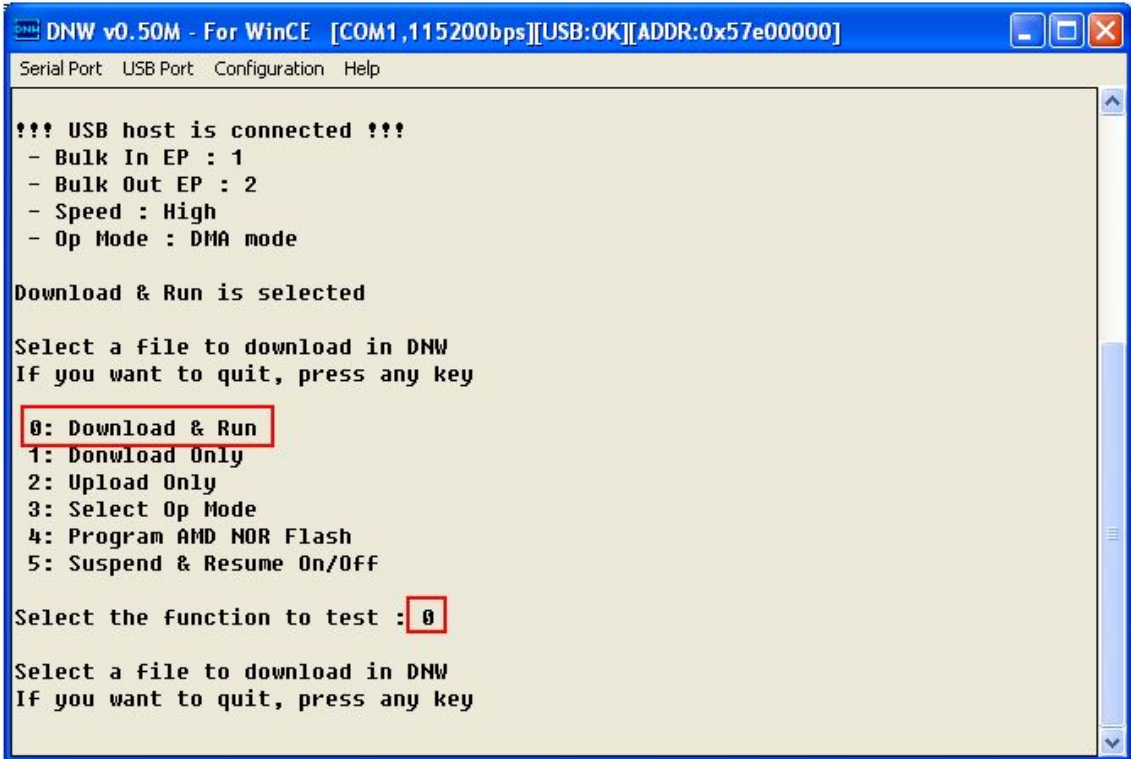 DNW v0.50M - For WinCE [COM1,115200bps][USB:OK][ADDR:0x57e00000]
Serial Port USB Port Configuration Help
!!! USB host is connected !!!
- Bulk In EP : 1
- Bulk Out EP : 2
- Speed : High
- Op Mode : DMA mode
Download & Run is selected
Select a file to download in DNW
If you want to quit, press any key
0: Download & Run
1: Donwload Only
2: Upload Only
3: Select Op Mode
4: Program AMD NOR Flash
5: Suspend & Resume On/Off
Select the function to test : 0
Select a file to download in DNW
If you want to quit, press any key